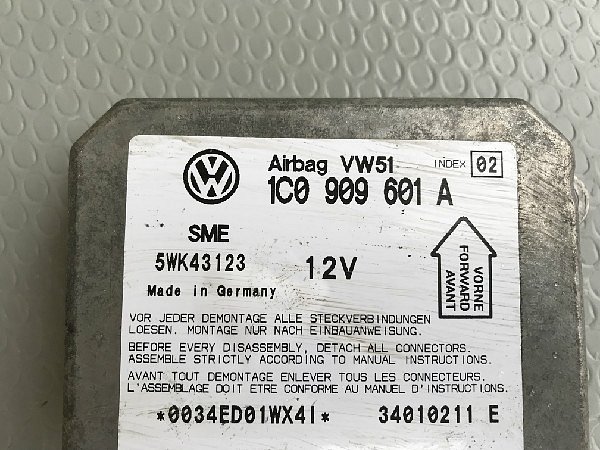 Airbag VW51 INDEX 02
1C0 909 601 A
SME
5WK43123 12V
Made in Germany
VORNE
FORWARD
AVANT
VOR JEDER DEMONTAGE ALLE STECKVERBINDUNGEN
LOESEN. MONTAGE NUR NACH EINBAUANWEISUNG.
BEFORE EVERY DISASSEMBLY, DETACH ALL CONNECTORS.
ASSEMBLE STRICTLY ACCORDING TO MANUAL INSTRUCTIONS.
AVANT TOUT DEMONTAGE ENLEVER TOUS LES CONNECTEURS.
L'ASSEMBLAGE DOIT ETRE CONFORME AU MANUEL D'INSTRUCTIONS.
*0034ED01WX4I* 34010211 E